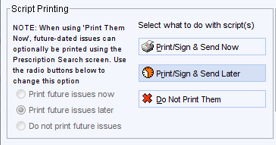 Script Printing
NOTE: When using 'Print Them
Now', future-dated issues can
optionally be printed using the
Prescription Search screen. Use
the radio buttons below to
change this option
Print future issues now
Print future issues later
Do not print future issues
Select what to do with script(s)
Print/Sign & Send Now
Print/Sign & Send Later
Do Not Print Them